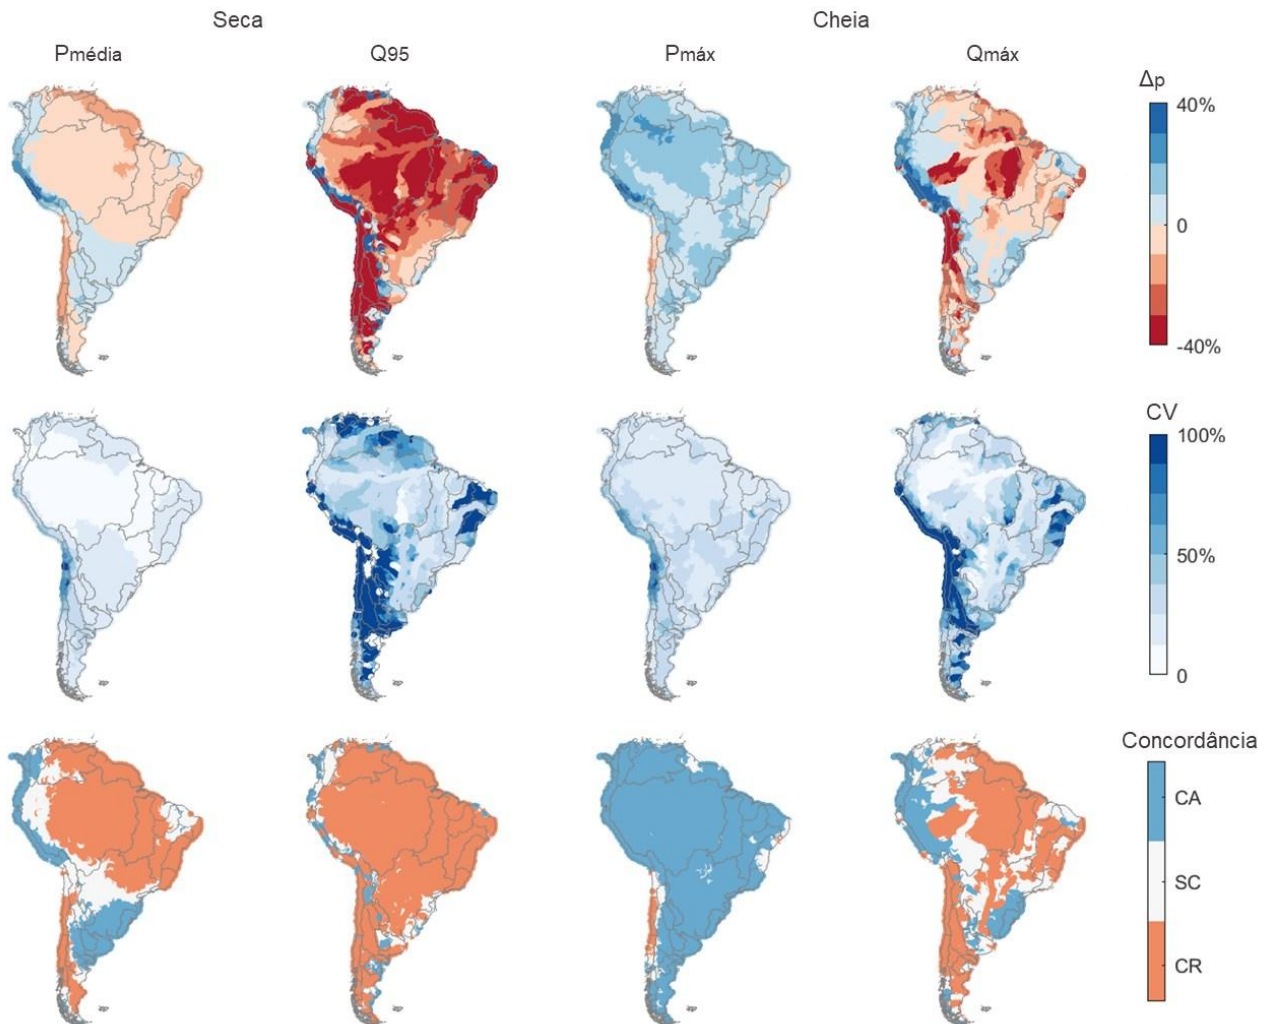 Seca Cheia
Pmédia Q95 Pmáx Qmáx
Δp
40%
0
-40%
CV
100%
50%
0
Concordância
CA
SC
CR